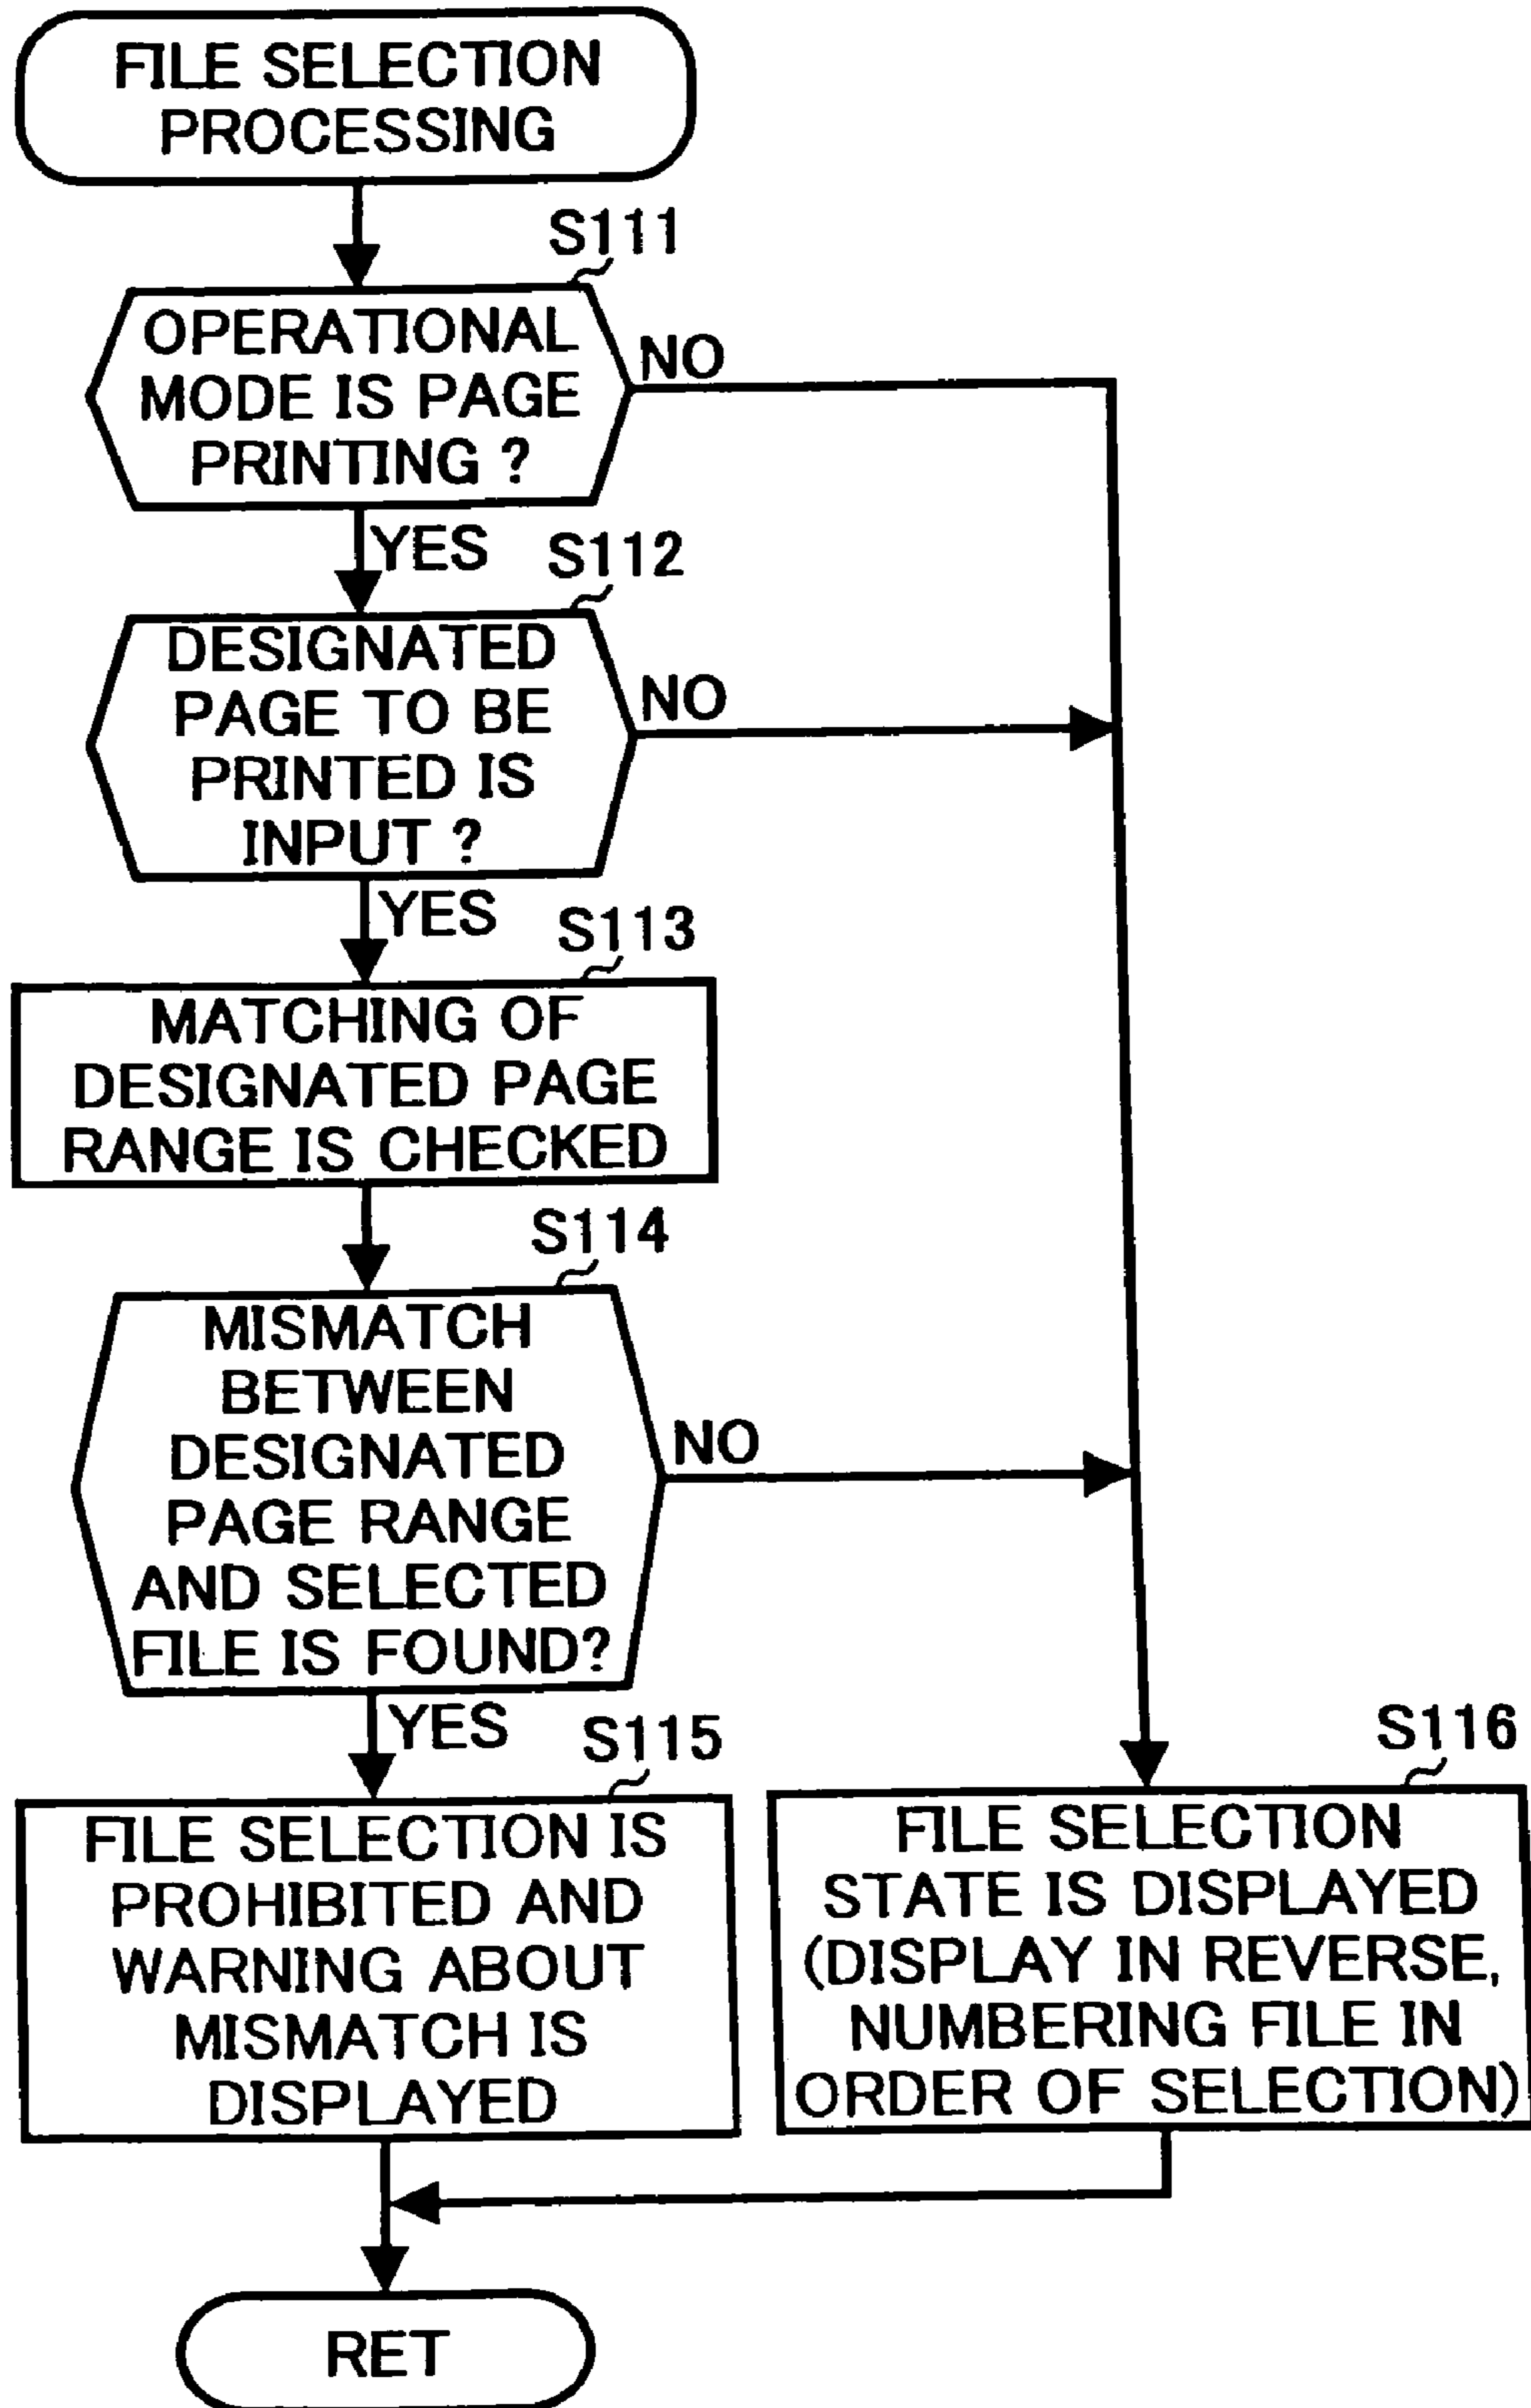 FILE SELECTION
PROCESSING
S111
OPERATIONAL
MODE IS PAGE
PRINTING ?
NO
YES
S112
DESIGNATED
PAGE TO BE
PRINTED IS
INPUT ?
NO
YES
S113
MATCHING OF
DESIGNATED PAGE
RANGE IS CHECKED
S114
MISMATCH
BETWEEN
DESIGNATED
PAGE RANGE
AND SELECTED
FILE IS FOUND?
NO
YES
S115
FILE SELECTION IS
PROHIBITED AND
WARNING ABOUT
MISMATCH IS
DISPLAYED
S116
FILE SELECTION
STATE IS DISPLAYED
(DISPLAY IN REVERSE,
NUMBERING FILE IN
ORDER OF SELECTION)
RET